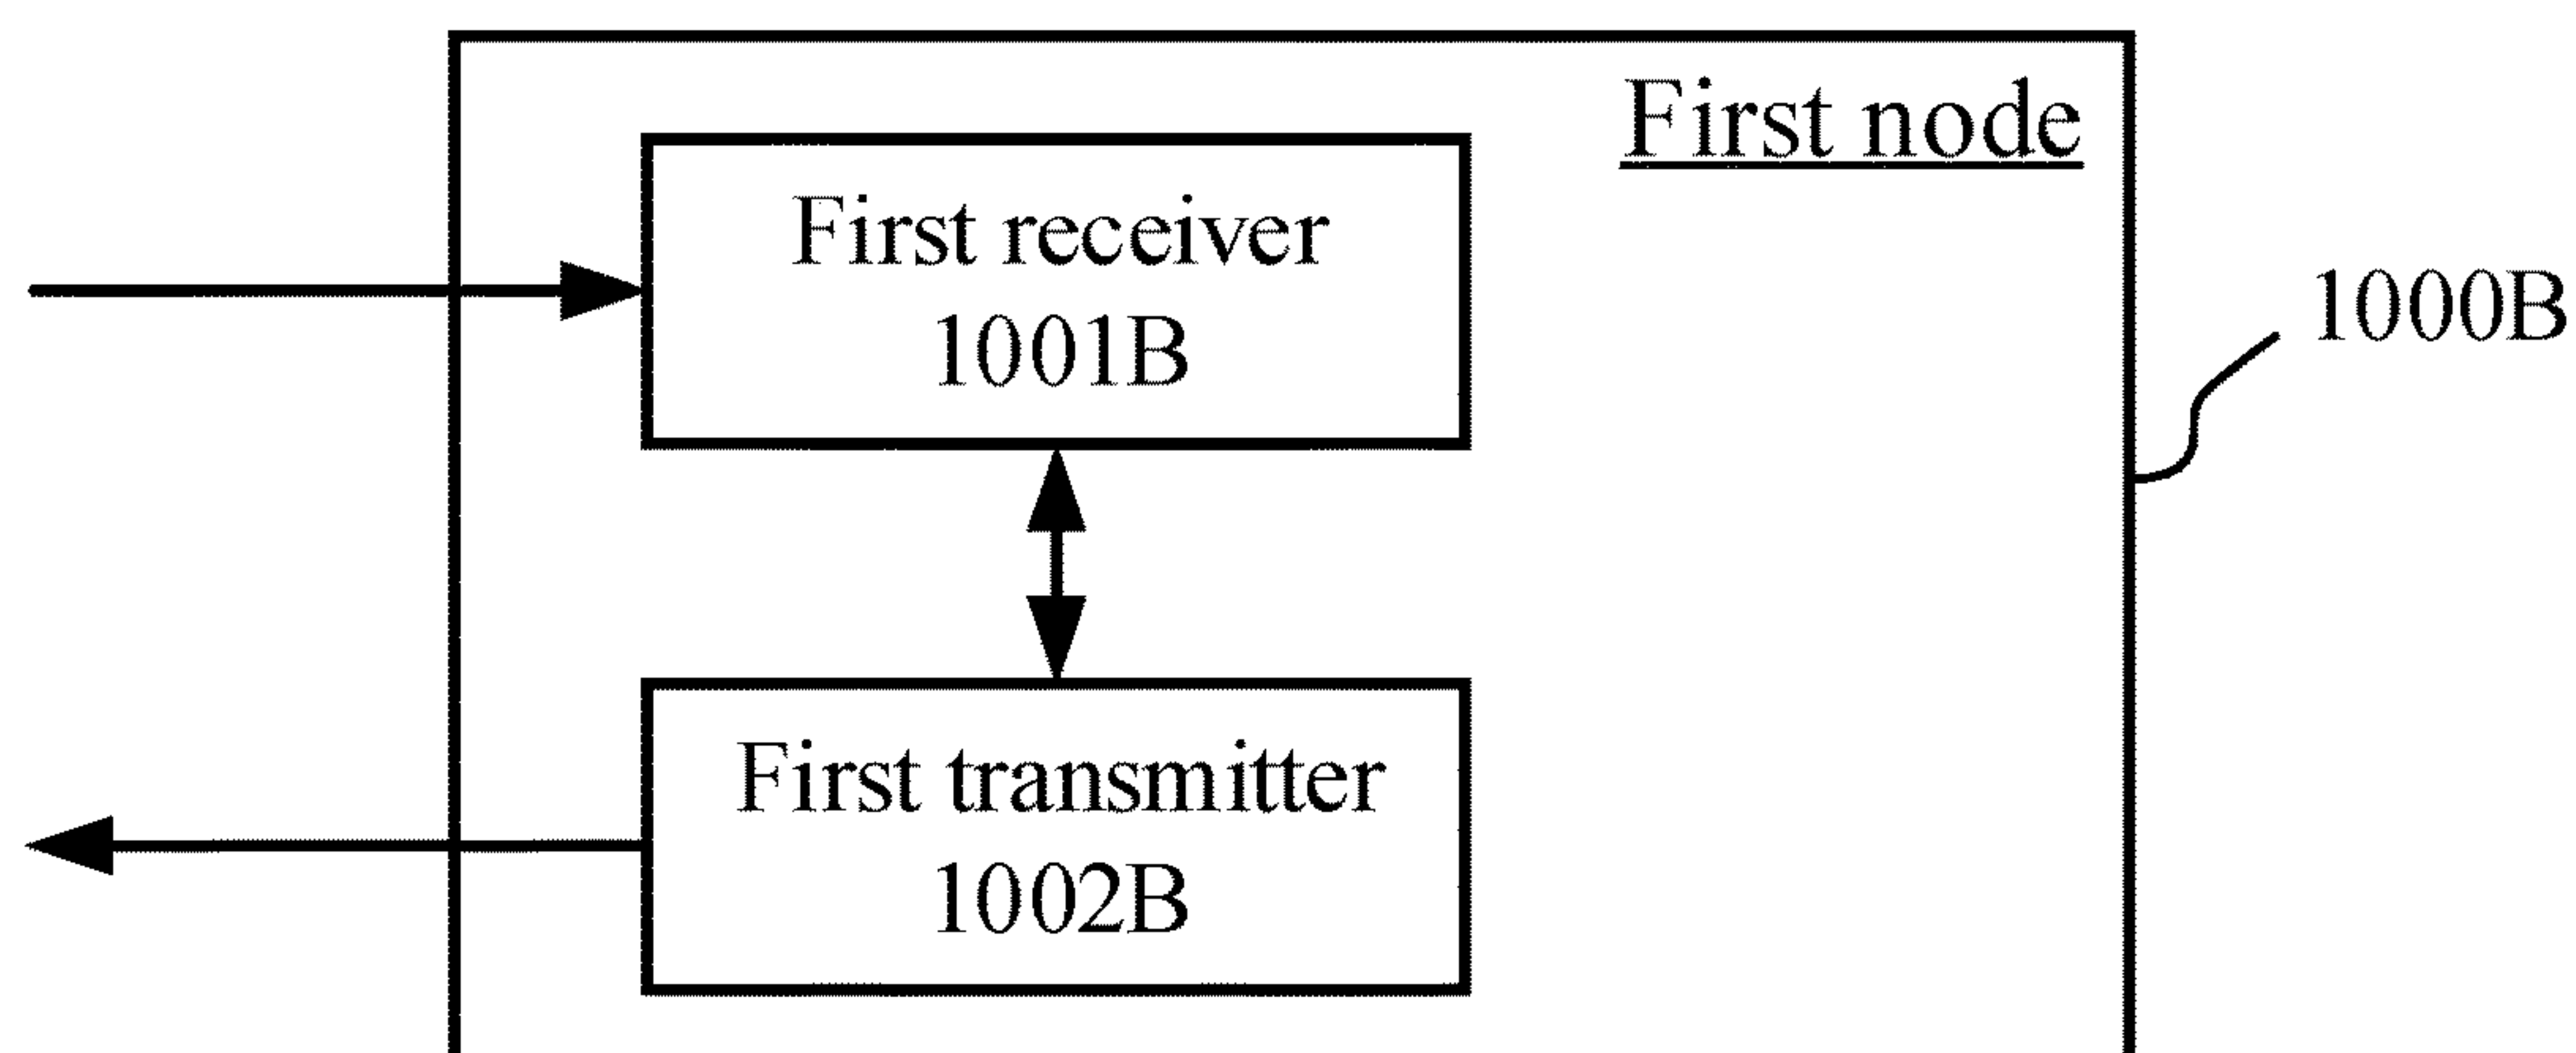 First node
First receiver
1001B
1000B
First transmitter
1002B